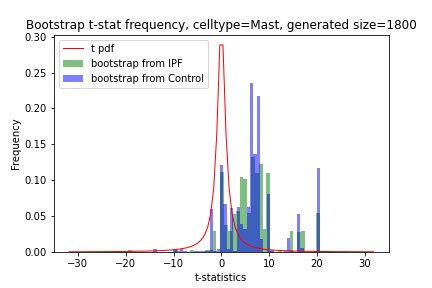 Bootstrap t-stat frequency, celltype=Mast, generated size=1800
t pdf
bootstrap from IPF
bootstrap from Control
Frequency
0.30
0.25
0.20
0.15
0.10
0.05
0.00
−30
−20
−10
0
10
20
30
t-statistics